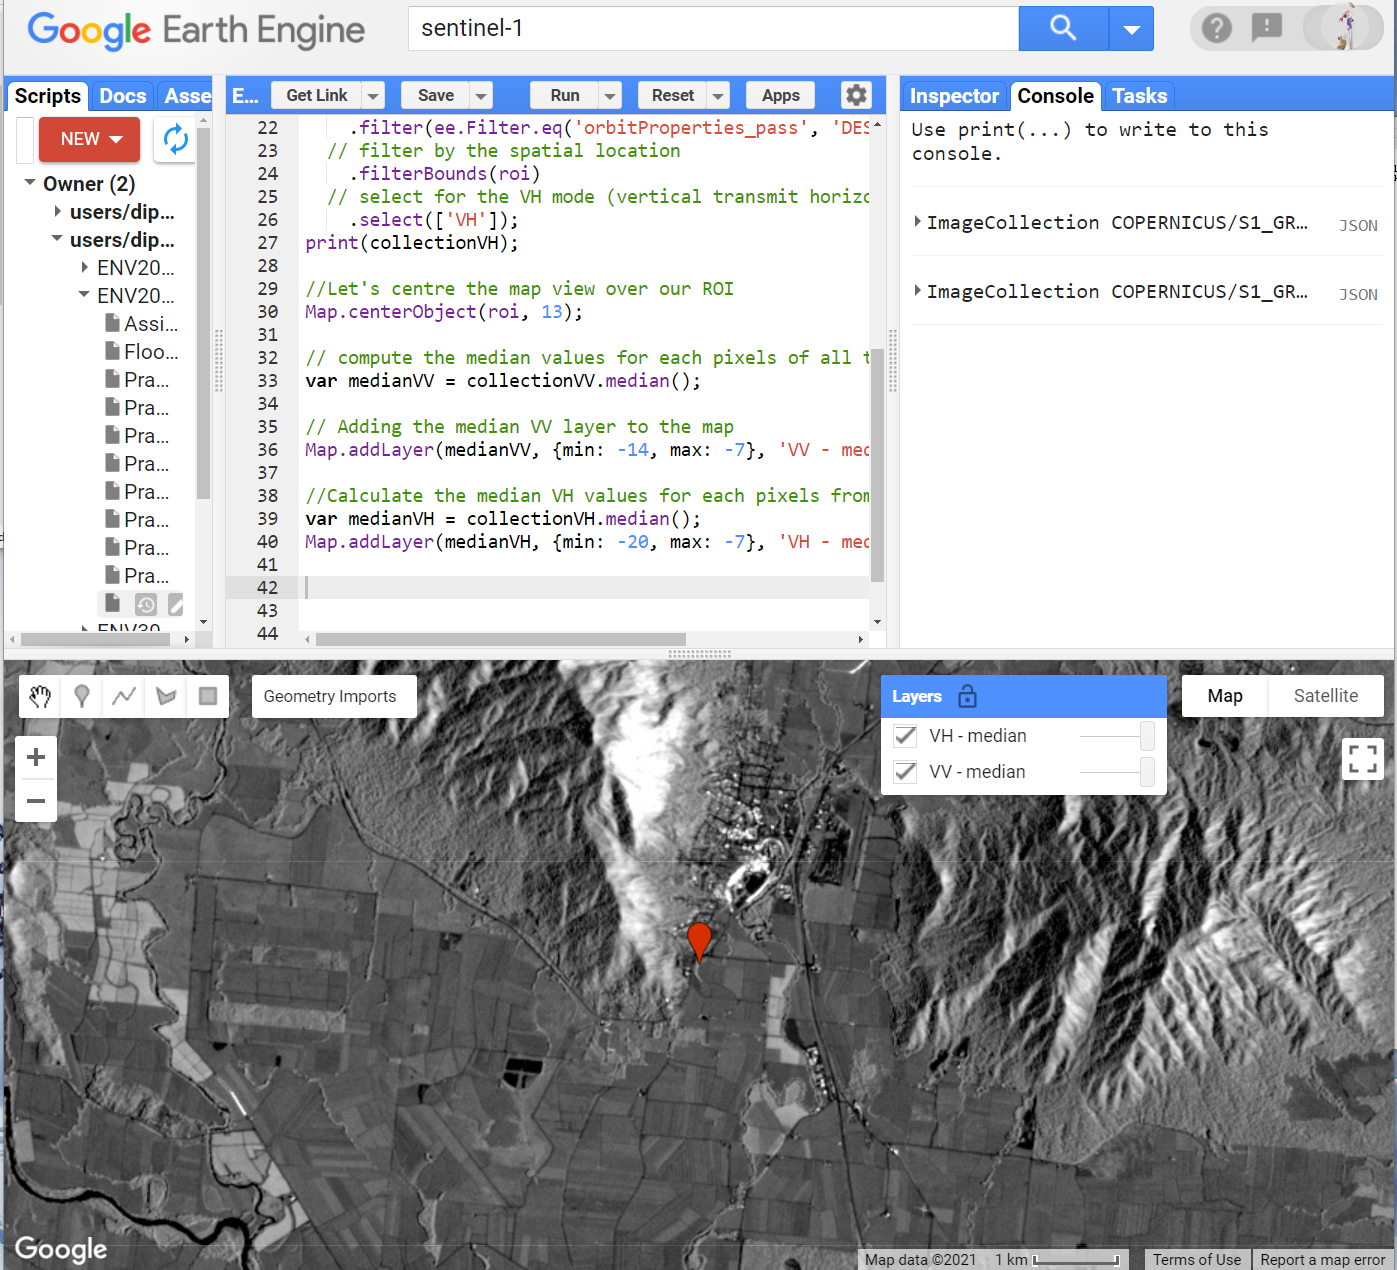 Google Earth Engine
sentinel-1
Scripts Docs Asse
NEW
Owner (2)
users/dip...
users/dip...
ENV20...
ENV20...
Assi...
Floo...
Pra...
Pra...
Pra...
Pra...
Pra...
Pra...
Pra...
Pra...
ENV30
E... Get Link Save Run Reset Apps
22 .filter(ee.Filter.eq('orbitProperties_pass', 'DES
23 // filter by the spatial location
24 .filterBounds(roi)
25 // select for the VH mode (vertical transmit horizo
26 .select(['VH']);
27 print(collectionVH);
28
29 //Let's centre the map view over our ROI
30 Map.centerObject(roi, 13);
31
32 // compute the median values for each pixels of all t
33 var medianVV = collectionVV.median();
34
35 // Adding the median VV layer to the map
36 Map.addLayer(medianVV, {min: -14, max: -7}, 'VV - med
37
38 //Calculate the median VH values for each pixels from
39 var medianVH = collectionVH.median();
40 Map.addLayer(medianVH, {min: -20, max: -7}, 'VH - med
41
42
43
44
Inspector Console Tasks
Use print(...) to write to this
console.
ImageCollection COPERNICUS/S1_GR... JSON
ImageCollection COPERNICUS/S1_GR... JSON
Geometry Imports
Layers
VH - median
VV - median
Map Satellite
Google
Map data ©2021 1 km Terms of Use Report a map error